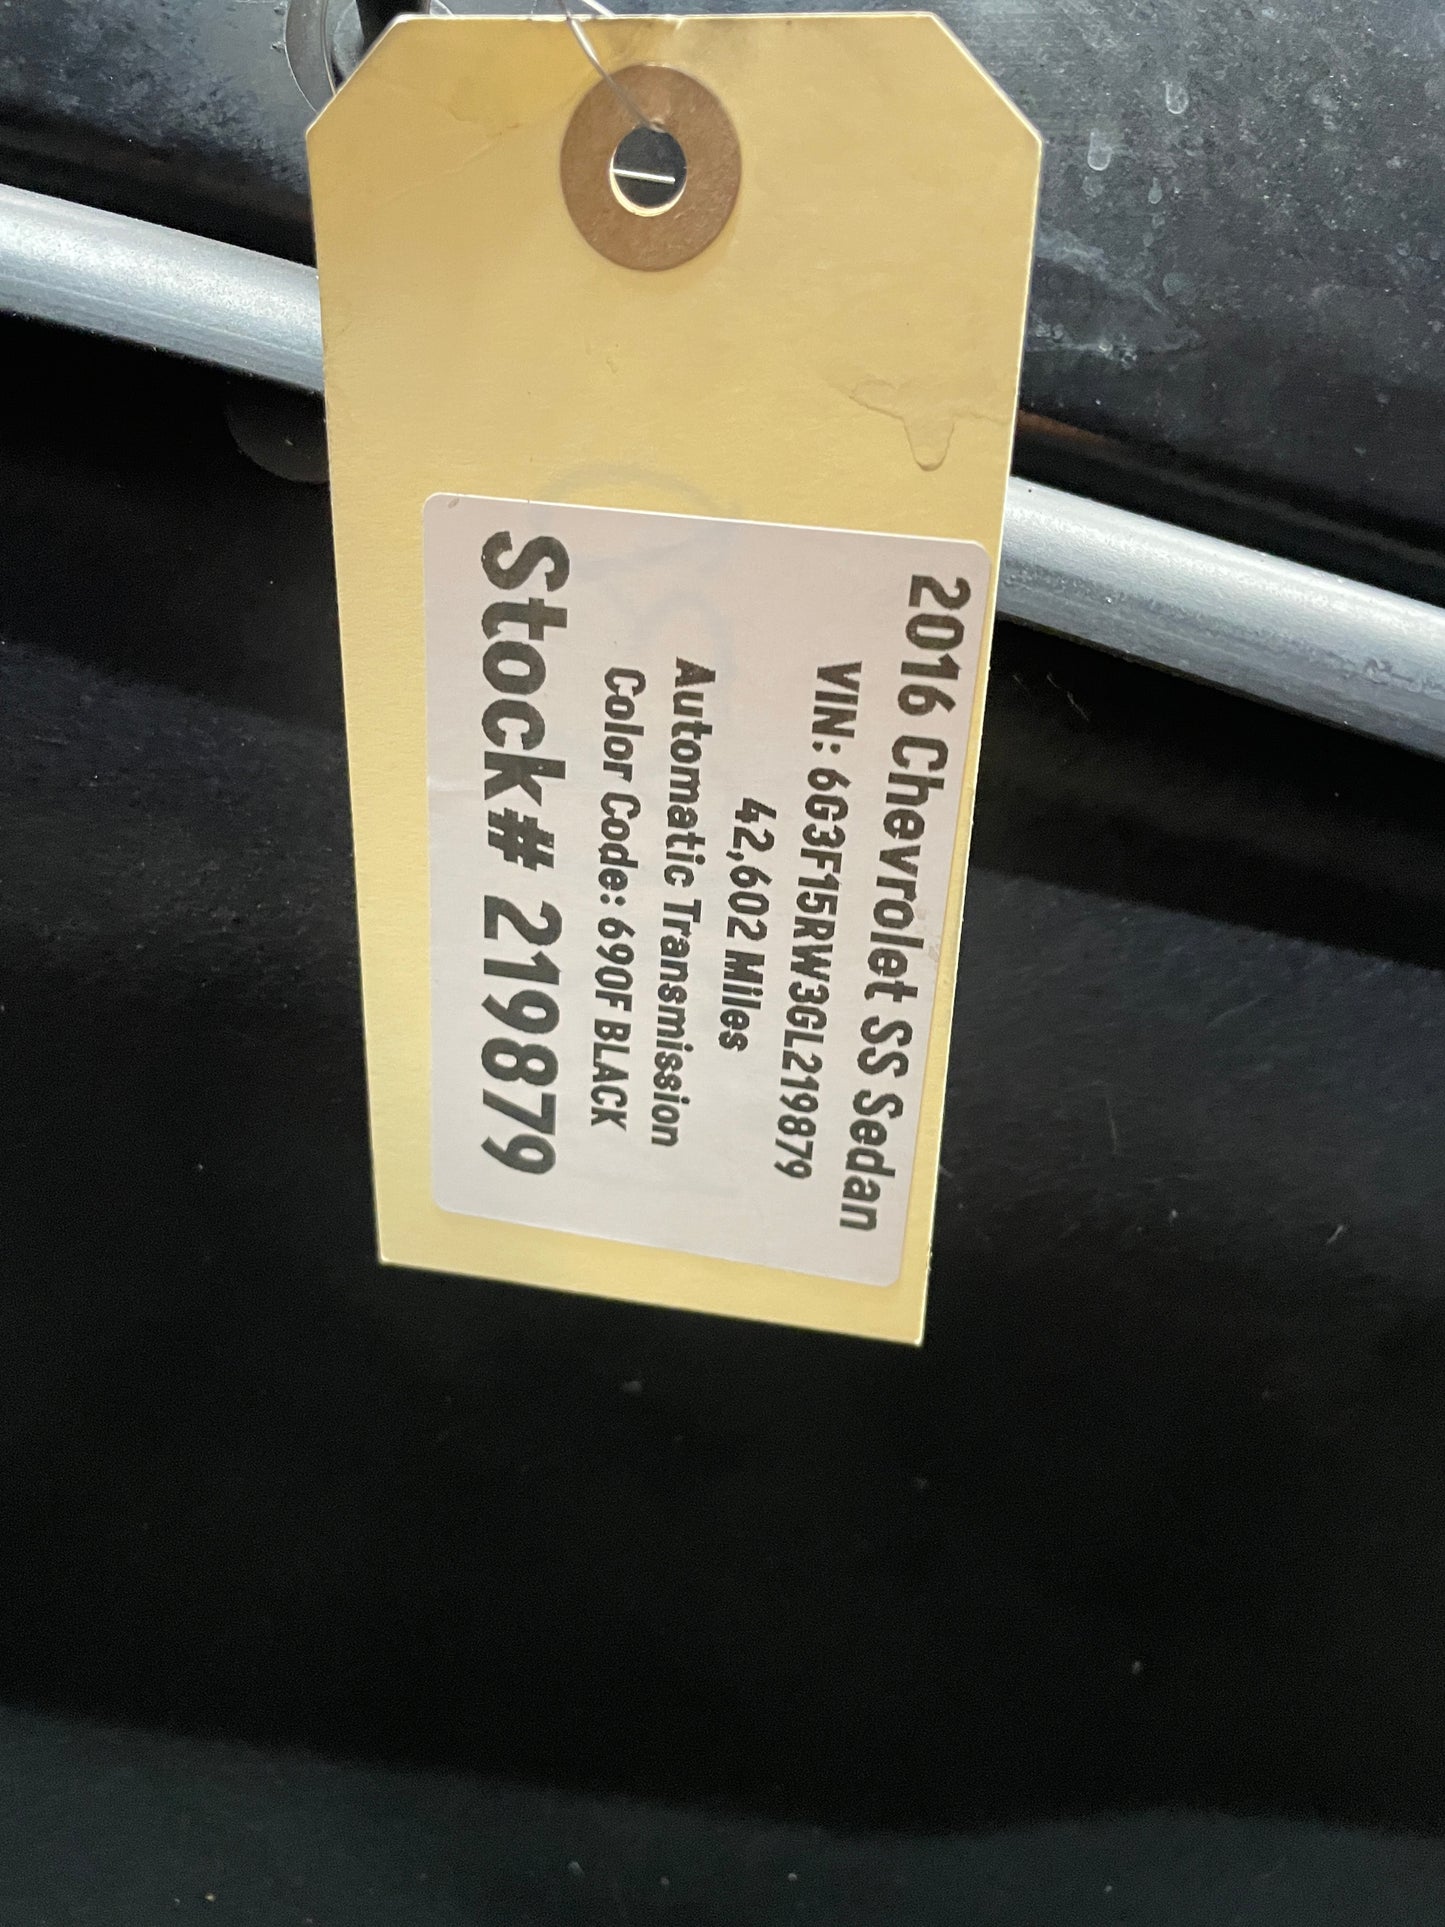 2016 Chevrolet SS Sedan
VIN: 6G3F15RW3GL219879
42,602 Miles
Automatic Transmission
Color Code: 690F BLACK
Stock# 219879